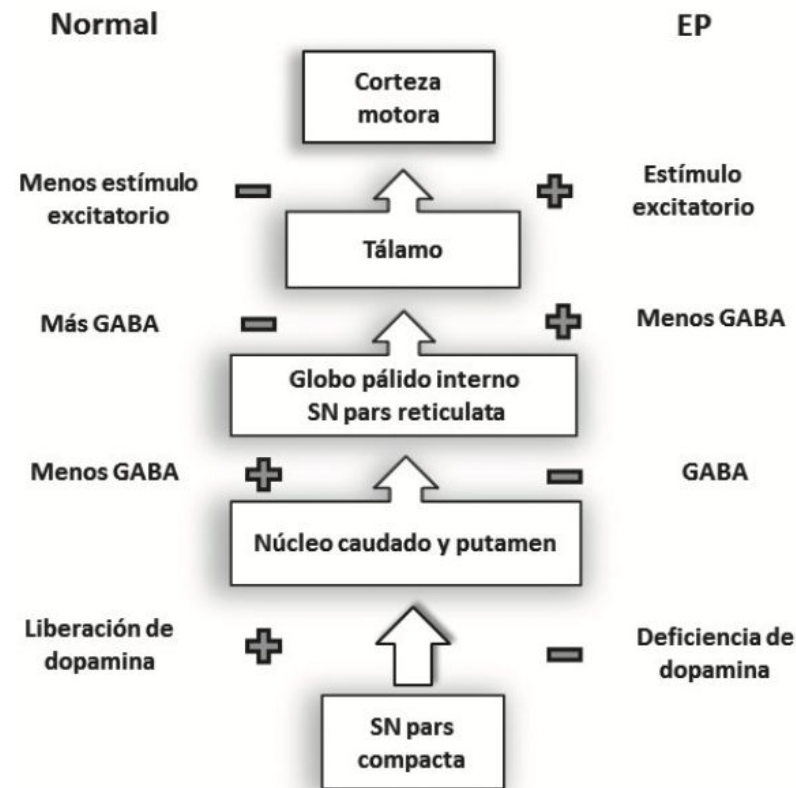 Normal
EP
Corteza
motora
Menos estímulo
excitatorio
Estímulo
excitatorio
Tálamo
Más GABA
Menos GABA
Globo pálido interno
SN pars reticulata
Menos GABA
GABA
Núcleo caudado y putamen
Liberación de
dopamina
Deficiencia de
dopamina
SN pars
compacta